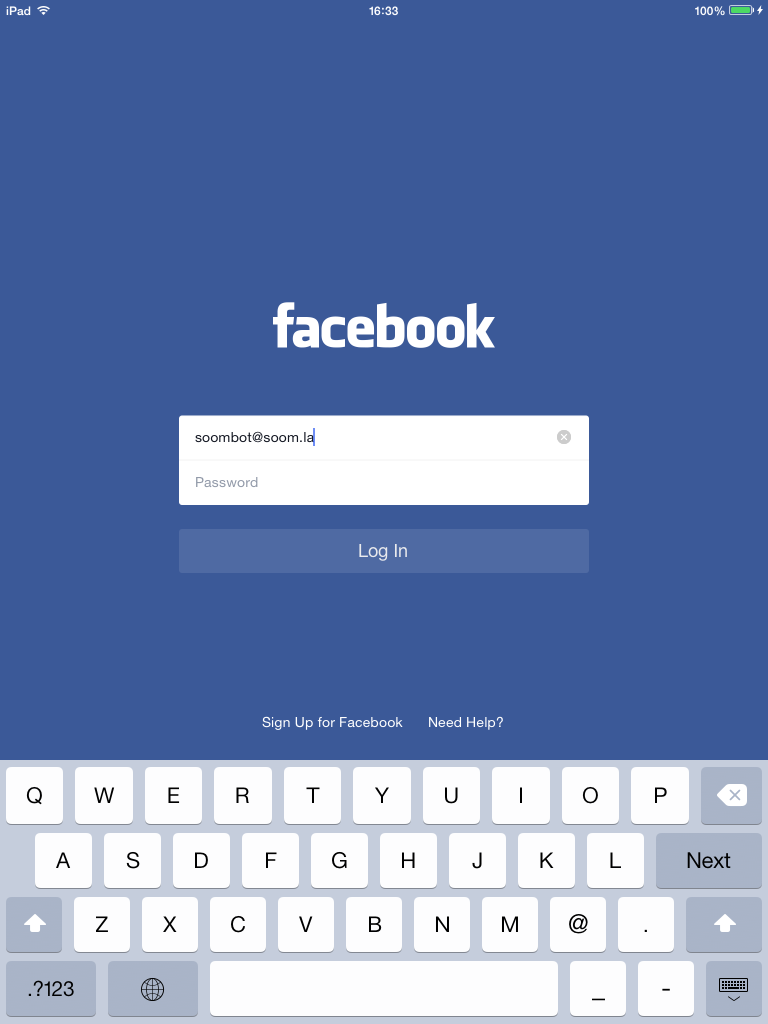 iPad 16:33 100%
facebook
soombot@soom.la
Password
Log In
Sign Up for Facebook Need Help?
Q W E R T Y U I O P
A S D F G H J K L Next
Z X C V B N M @ .
.?123 _ -